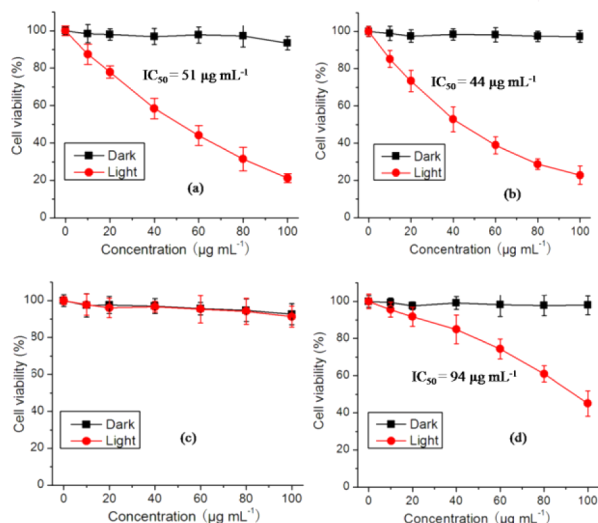 Cell viability (%)
100
80
60
40
20
0
IC50 = 51 µg mL-1
Dark
Light
(a)
0 20 40 60 80 100
Concentration (µg mL-1)
Cell viability (%)
100
80
60
40
20
0
IC50 = 44 µg mL-1
Dark
Light
(b)
0 20 40 60 80 100
Concentration (µg mL-1)
Cell viability (%)
100
80
60
40
20
0
Dark
Light
(c)
0 20 40 60 80 100
Concentration (µg mL-1)
Cell viability (%)
100
80
60
40
20
0
IC50 = 94 µg mL-1
Dark
Light
(d)
0 20 40 60 80 100
Concentration (µg mL-1)